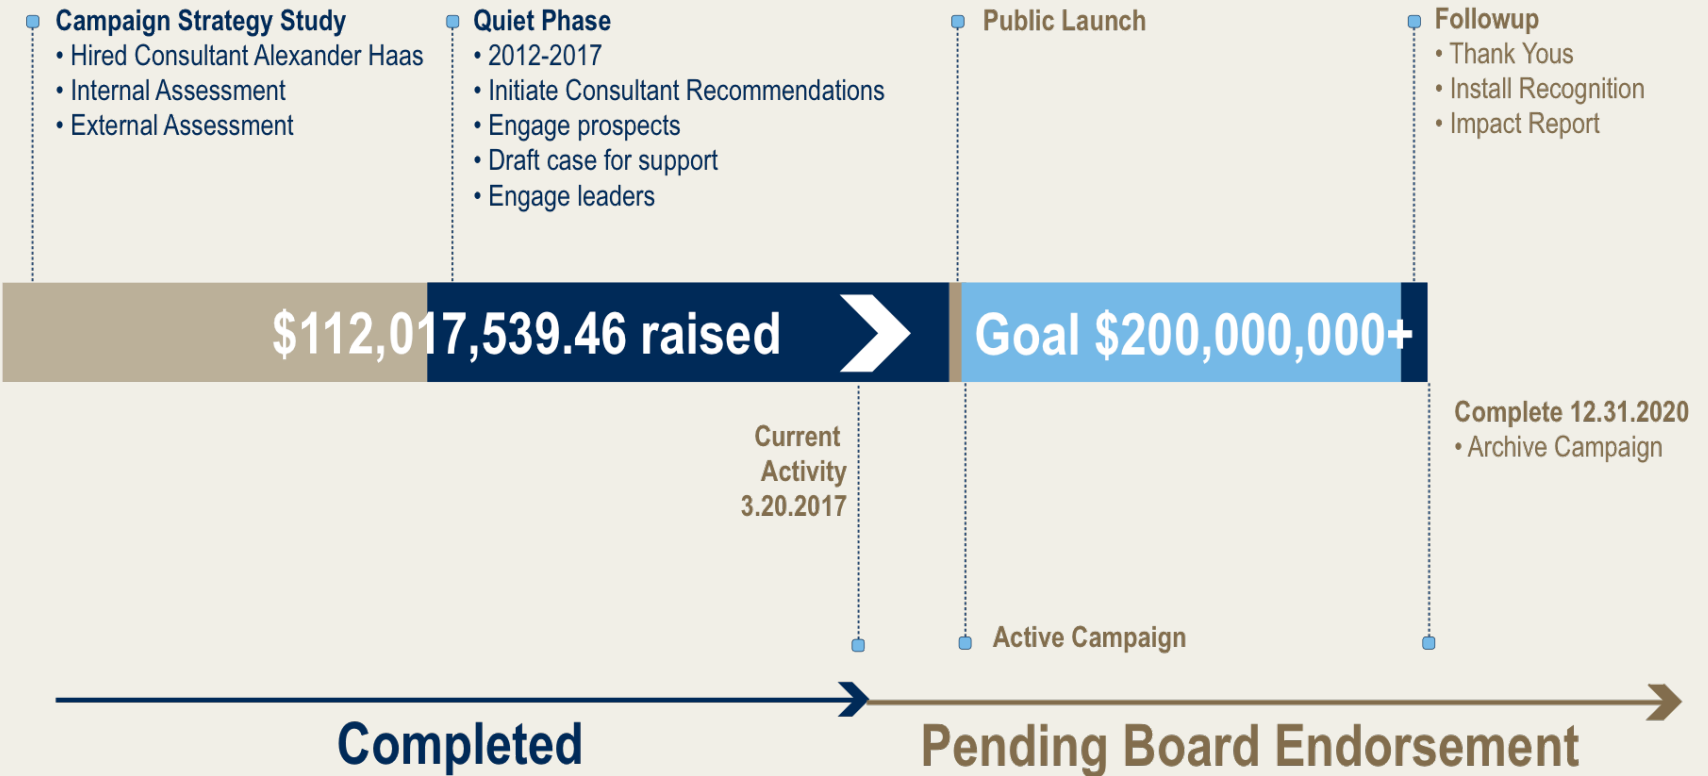 Campaign Strategy Study
• Hired Consultant Alexander Haas
• Internal Assessment
• External Assessment
Quiet Phase
• 2012-2017
• Initiate Consultant Recommendations
• Engage prospects
• Draft case for support
• Engage leaders
Public Launch
Followup
• Thank Yous
• Install Recognition
• Impact Report
$112,017,539.46 raised
Goal $200,000,000+
Current
Activity
3.20.2017
Complete 12.31.2020
• Archive Campaign
Active Campaign
Completed
Pending Board Endorsement